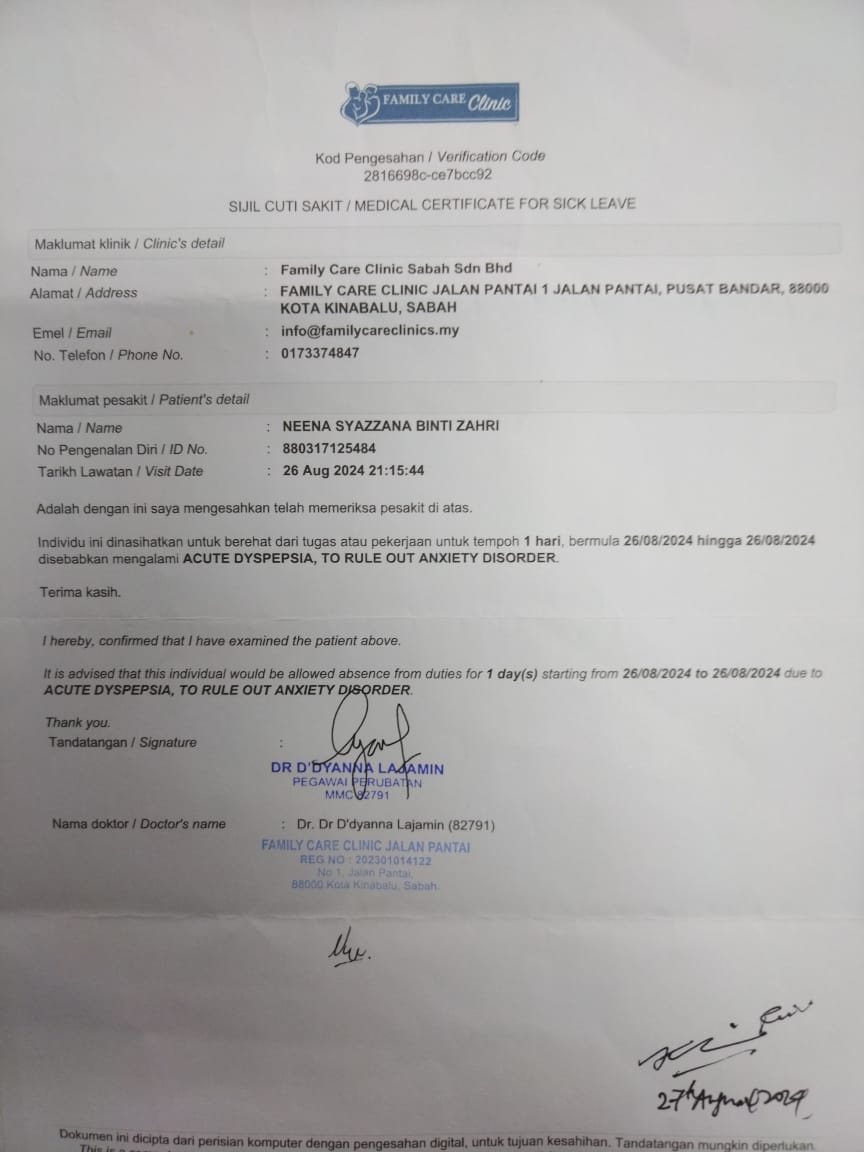 FAMILY CARE Clinic
Kod Pengesahan / Verification Code
2816698c-ce7bcc92
SIJIL CUTI SAKIT / MEDICAL CERTIFICATE FOR SICK LEAVE
Maklumat klinik / Clinic's detail
Nama / Name : Family Care Clinic Sabah Sdn Bhd
Alamat / Address : FAMILY CARE CLINIC JALAN PANTAI 1 JALAN PANTAI, PUSAT BANDAR, 88000
KOTA KINABALU, SABAH
Emel / Email : info@familycareclinics.my
No. Telefon / Phone No. : 0173374847
Maklumat pesakit / Patient's detail
Nama / Name : NEENA SYAZZANA BINTI ZAHRI
No Pengenalan Diri / ID No. : 880317125484
Tarikh Lawatan / Visit Date : 26 Aug 2024 21:15:44
Adalah dengan ini saya mengesahkan telah memeriksa pesakit di atas.
Individu ini dinasihatkan untuk berehat dari tugas atau pekerjaan untuk tempoh 1 hari, bermula 26/08/2024 hingga 26/08/2024
disebabkan mengalami ACUTE DYSPEPSIA, TO RULE OUT ANXIETY DISORDER.
Terima kasih.
I hereby, confirmed that I have examined the patient above.
It is advised that this individual would be allowed absence from duties for 1 day(s) starting from 26/08/2024 to 26/08/2024 due to
ACUTE DYSPEPSIA, TO RULE OUT ANXIETY DISORDER.
Thank you.
Tandatangan / Signature :
DR D'DYANNA LAJAMIN
PEGAWAI PERUBATAN
MMC 82791
Nama doktor / Doctor's name : Dr. Dr D'dyanna Lajamin (82791)
FAMILY CARE CLINIC JALAN PANTAI
REG NO : 202301014122
No 1, Jalan Pantai,
88000 Kota Kinabalu, Sabah.
27th August 2024
Dokumen ini dicipta dari perisian komputer dengan pengesahan digital, untuk tujuan kesahihan. Tandatangan mungkin diperlukan.
This is a